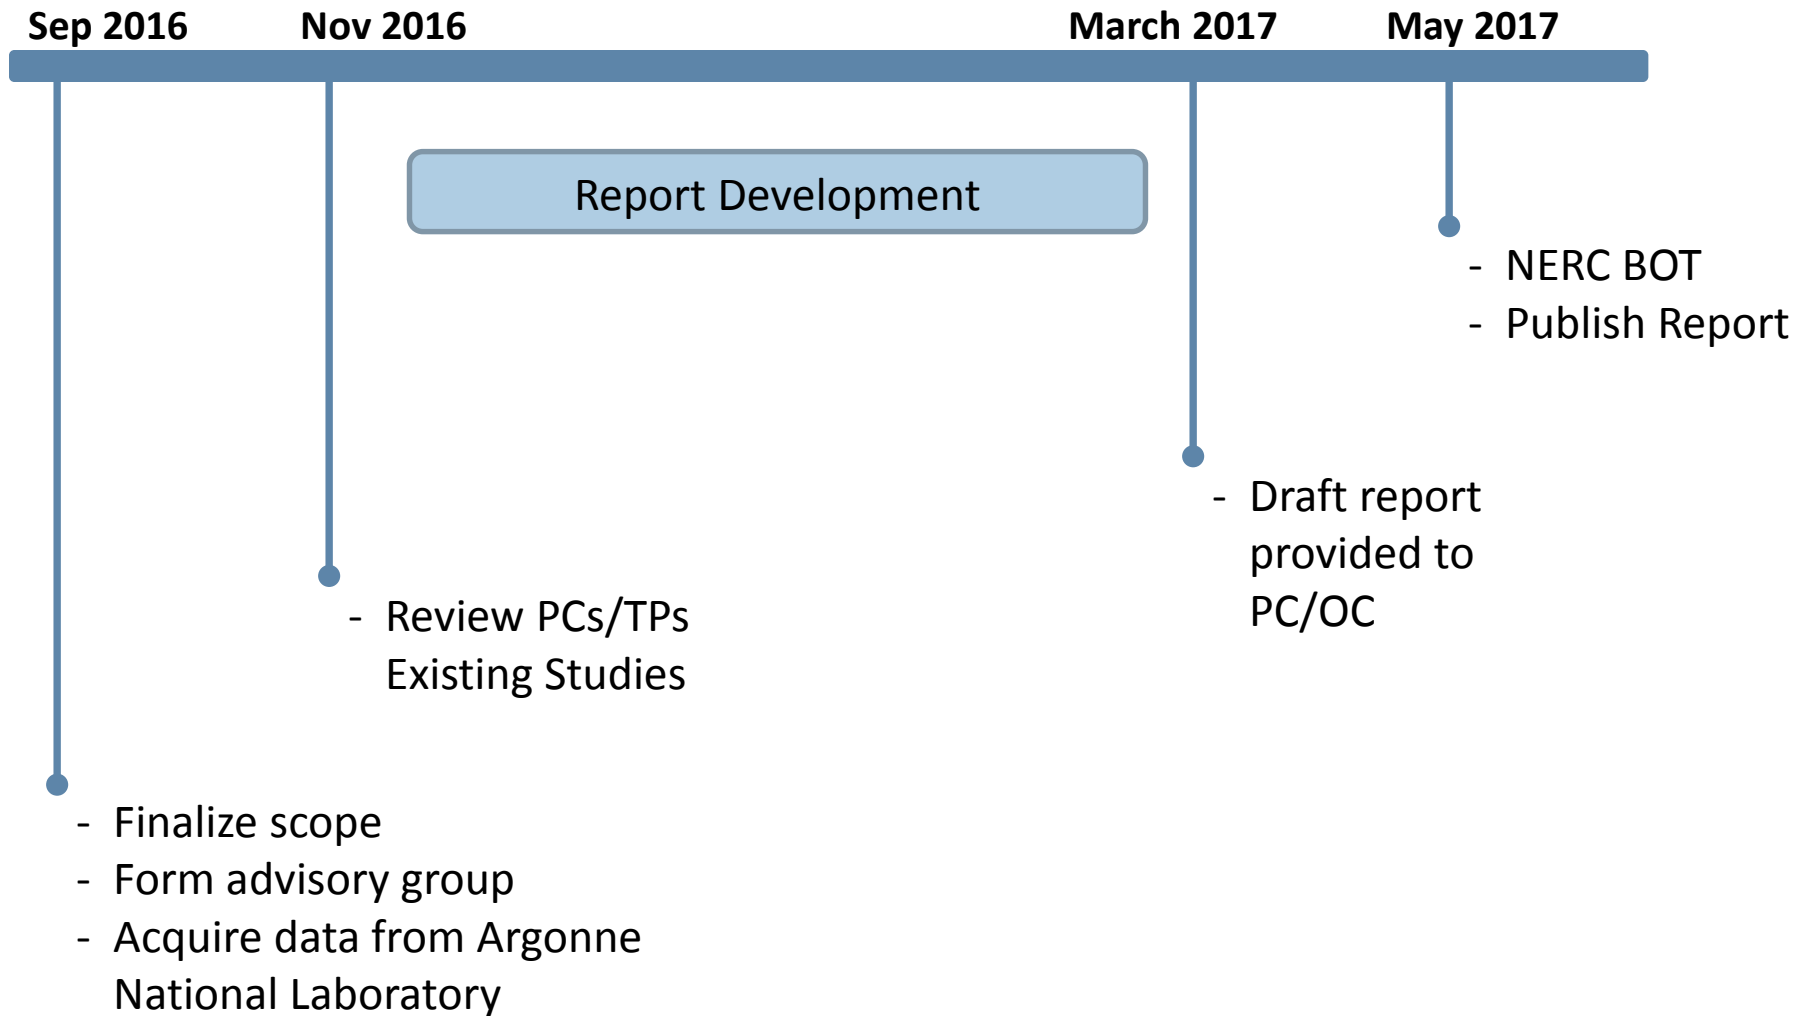 Sep 2016
Nov 2016
March 2017
May 2017
Report Development
- NERC BOT
- Publish Report
- Draft report
provided to
PC/OC
- Review PCs/TPs
Existing Studies
- Finalize scope
- Form advisory group
- Acquire data from Argonne
National Laboratory